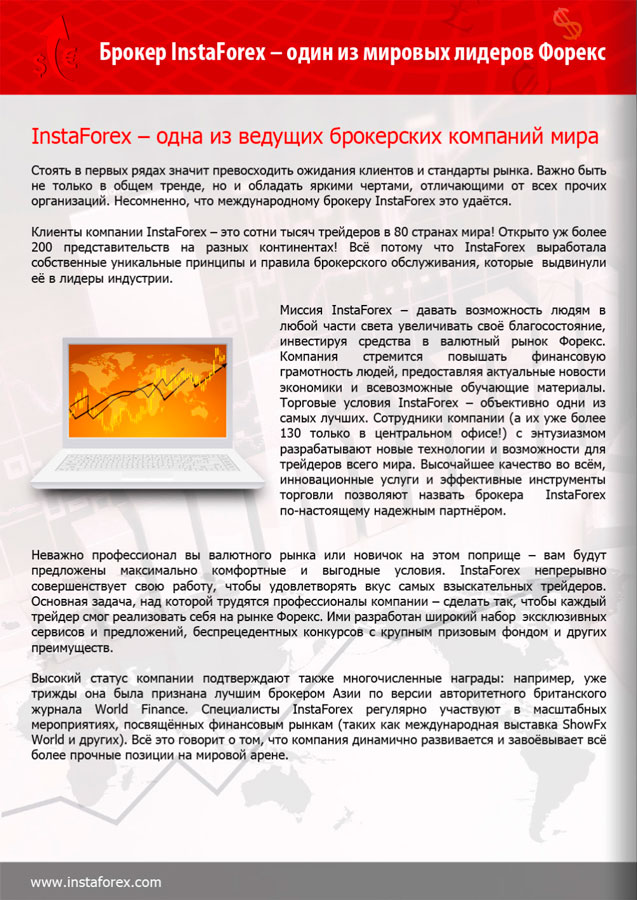 Брокер InstaForex – один из мировых лидеров Форекс
InstaForex – одна из ведущих брокерских компаний мира
Стоять в первых рядах значит превосходить ожидания клиентов и стандарты рынка. Важно быть
не только в общем тренде, но и обладать яркими чертами, отличающими от всех прочих
организаций. Несомненно, что международному брокеру InstaForex это удаётся.
Клиенты компании InstaForex – это сотни тысяч трейдеров в 80 странах мира! Открыто уж более
200 представительств на разных континентах! Всё потому что InstaForex выработала
собственные уникальные принципы и правила брокерского обслуживания, которые выдвинули
её в лидеры индустрии.
Миссия InstaForex – давать возможность людям в
любой части света увеличивать своё благосостояние,
инвестируя средства в валютный рынок Форекс.
Компания стремится повышать финансовую
грамотность людей, предоставляя актуальные новости
экономики и всевозможные обучающие материалы.
Торговые условия InstaForex – объективно одни из
самых лучших. Сотрудники компании (а их уже более
130 только в центральном офисе!) с энтузиазмом
разрабатывают новые технологии и возможности для
трейдеров всего мира. Высочайшее качество во всём,
инновационные услуги и эффективные инструменты
торговли позволяют назвать брокера InstaForex
по-настоящему надежным партнёром.
Неважно профессионал вы валютного рынка или новичок на этом поприще – вам будут
предложены максимально комфортные и выгодные условия. InstaForex непрерывно
совершенствует свою работу, чтобы удовлетворять вкус самых взыскательных трейдеров.
Основная задача, над которой трудятся профессионалы компании – сделать так, чтобы каждый
трейдер смог реализовать себя на рынке Форекс. Ими разработан широкий набор эксклюзивных
сервисов и предложений, беспрецедентных конкурсов с крупным призовым фондом и других
преимуществ.
Высокий статус компании подтверждают также многочисленные награды: например, уже
трижды она была признана лучшим брокером Азии по версии авторитетного британского
журнала World Finance. Специалисты InstaForex регулярно участвуют в масштабных
мероприятиях, посвящённых финансовым рынкам (таких как международная выставка ShowFx
World и других). Всё это говорит о том, что компания динамично развивается и завоёвывает всё
более прочные позиции на мировой арене.
www.instaforex.com